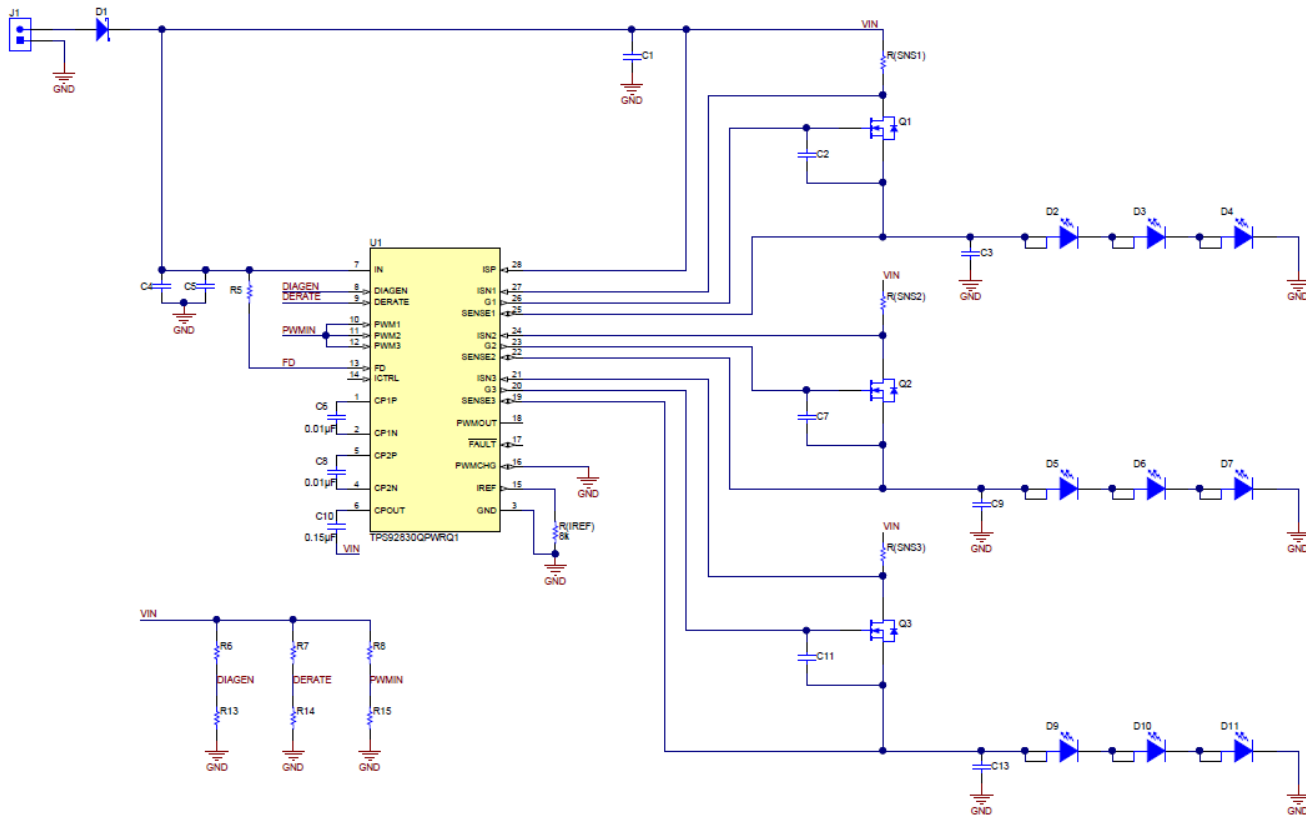 J1
D1
VIN
C1
GND
GND
R(SNS1)
Q1
C2
D2
D3
D4
C3
GND
GND
U1
7
IN
ISP
28
C4
C5
R5
DIAGEN
8
DIAGEN
ISN1
27
DERATE
9
DERATE
G1
26
SENSE1
25
GND
PWMIN
10
PWM1
11
PWM2
12
PWM3
ISN2
24
G2
23
SENSE2
22
FD
13
FD
14
ICTRL
ISN3
21
G3
20
SENSE3
19
C6
0.01µF
1
CP1P
2
CP1N
PWMOUT
18
FAULT
17
C8
0.01µF
5
CP2P
4
CP2N
PWMCHG
16
GND
IREF
15
C10
0.15µF
6
CPOUT
GND
3
VIN
TPS92830QPWRQ1
R(IREF)
8k
GND
VIN
R(SNS2)
Q2
C7
D5
D6
D7
C9
GND
GND
VIN
R(SNS3)
Q3
C11
D9
D10
D11
C13
GND
GND
VIN
R6
R7
R8
DIAGEN
DERATE
PWMIN
R13
R14
R15
GND
GND
GND